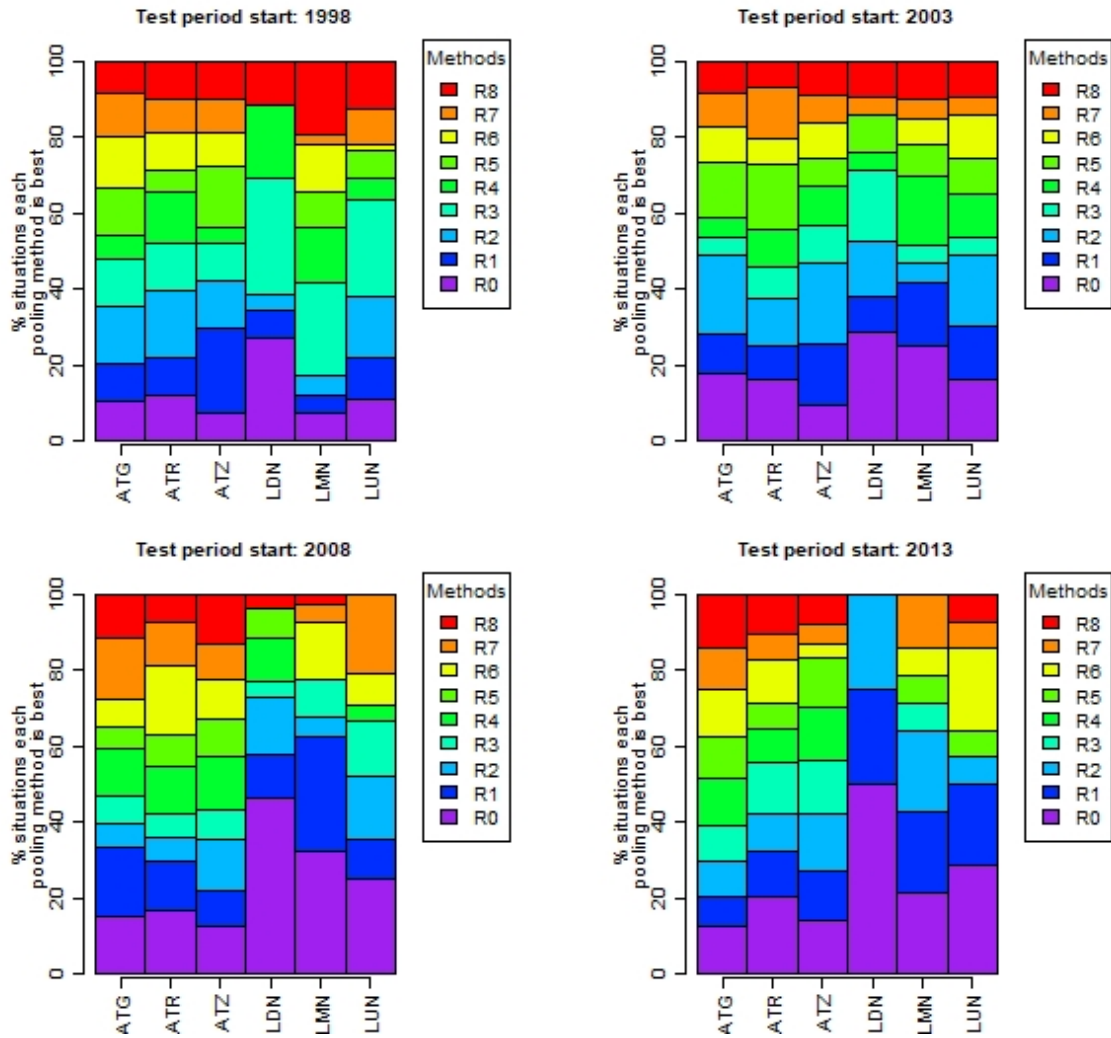 Test period start: 1998
% situations each
pooling method is best
0
20
40
60
80
100
ATG
ATR
ATZ
LDN
LMN
LUN
Methods
R8
R7
R6
R5
R4
R3
R2
R1
R0
Test period start: 2003
% situations each
pooling method is best
0
20
40
60
80
100
ATG
ATR
ATZ
LDN
LMN
LUN
Methods
R8
R7
R6
R5
R4
R3
R2
R1
R0
Test period start: 2008
% situations each
pooling method is best
0
20
40
60
80
100
ATG
ATR
ATZ
LDN
LMN
LUN
Methods
R8
R7
R6
R5
R4
R3
R2
R1
R0
Test period start: 2013
% situations each
pooling method is best
0
20
40
60
80
100
ATG
ATR
ATZ
LDN
LMN
LUN
Methods
R8
R7
R6
R5
R4
R3
R2
R1
R0